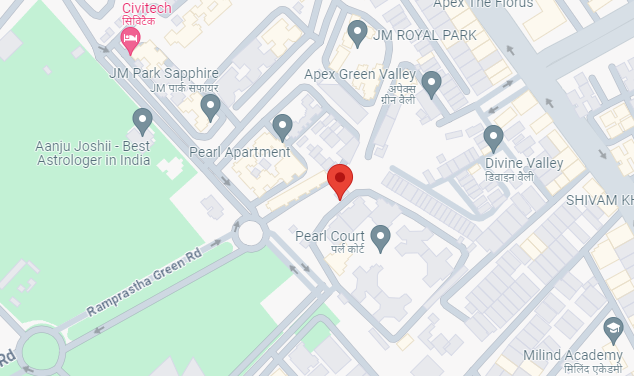 Apex The Florus
Civitech
सिविटेक
JM ROYAL PARK
JM Park Sapphire
JM पार्क सफायर
Apex Green Valley
अपेक्स
ग्रीन वैली
Aanju Joshii - Best
Astrologer in India
Pearl Apartment
Divine Valley
डिवाइन वैली
SHIVAM KH
Pearl Court
पर्ल कोर्ट
Ramprastha Green Rd
Rd
Milind Academy
मिलिंद एकेडमी